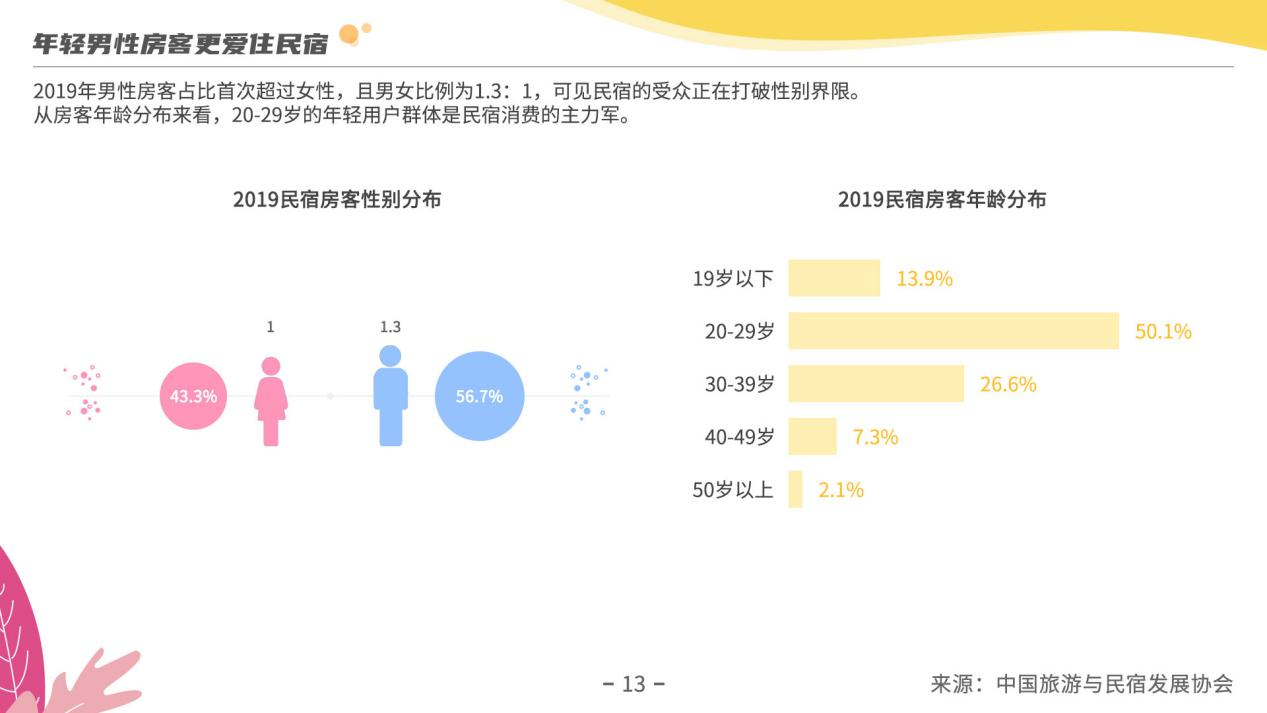 年轻男性房客更爱住民宿
2019年男性房客占比首次超过女性，且男女比例为1.3：1，可见民宿的受众正在打破性别界限。
从房客年龄分布来看，20-29岁的年轻用户群体是民宿消费的主力军。
2019民宿房客性别分布
1
1.3
43.3%
56.7%
2019民宿房客年龄分布
19岁以下 13.9%
20-29岁 50.1%
30-39岁 26.6%
40-49岁 7.3%
50岁以上 2.1%
– 13 –
来源：中国旅游与民宿发展协会